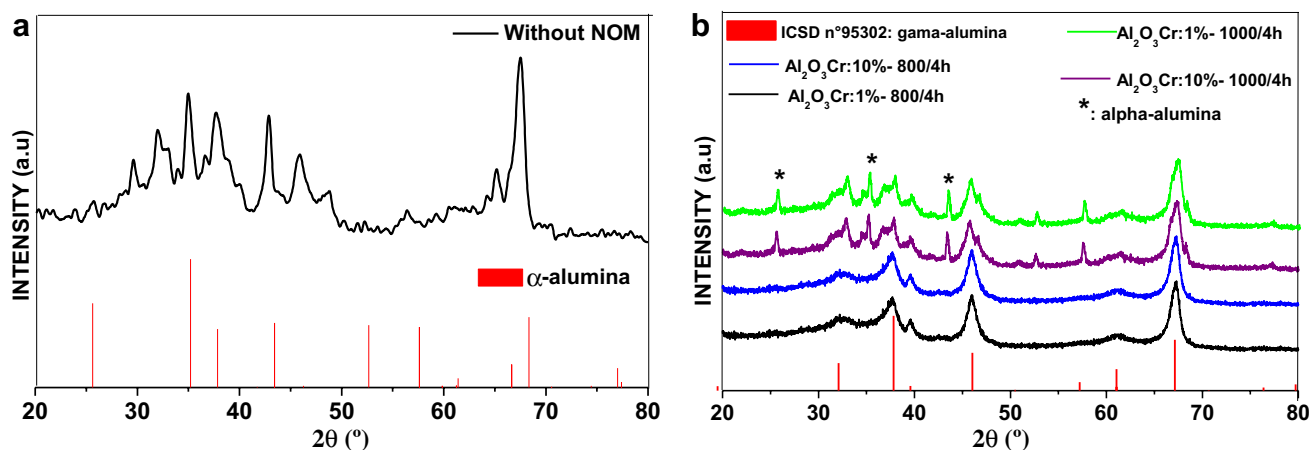 a
Without NOM
α-alumina
INTENSITY (a.u)
20 30 40 50 60 70 80
2θ (º)
b
ICSD n°95302: gama-alumina
Al₂O₃Cr:10%- 800/4h
Al₂O₃Cr:1%- 800/4h
Al₂O₃Cr:1%- 1000/4h
Al₂O₃Cr:10%- 1000/4h
*: alpha-alumina
* * *
INTENSITY (a.u)
20 30 40 50 60 70 80
2θ (º)